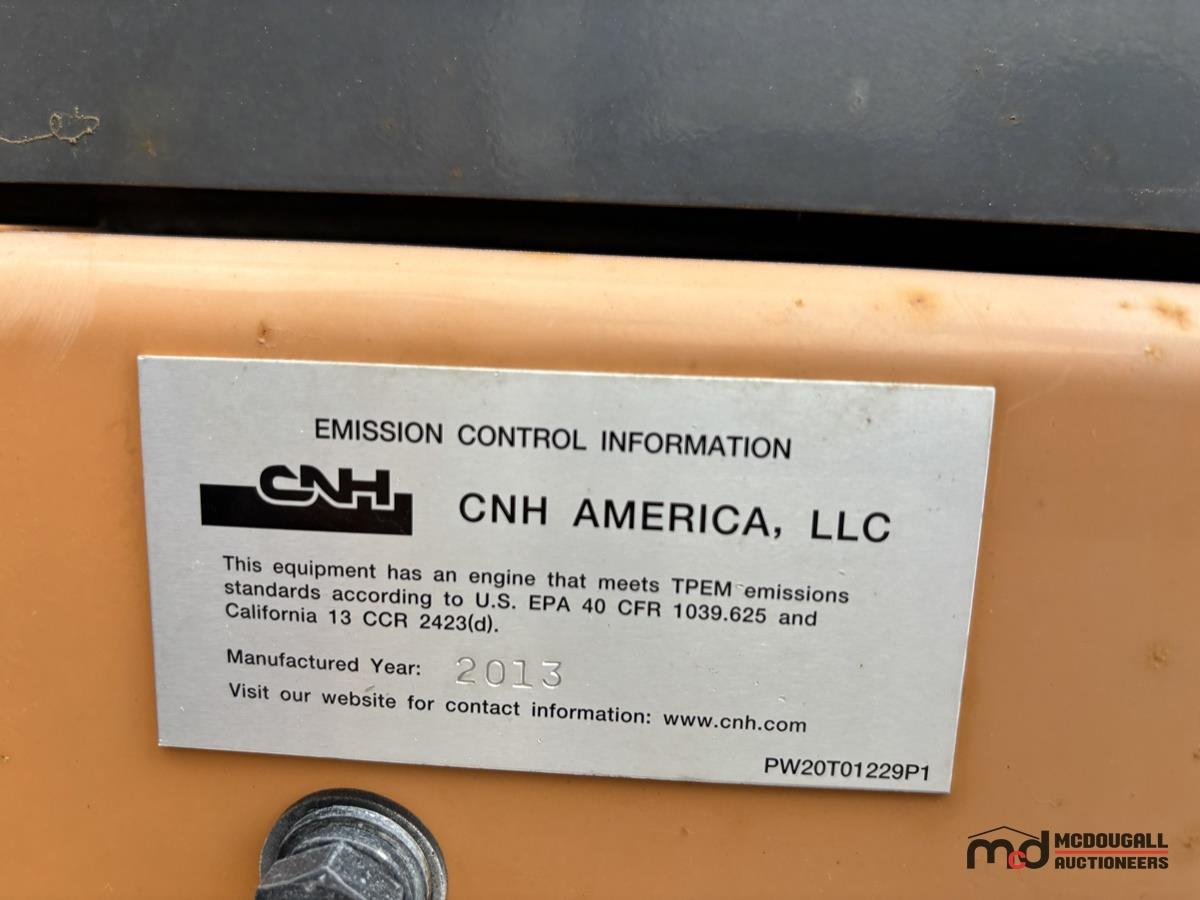 EMISSION CONTROL INFORMATION
CNH
CNH AMERICA, LLC
This equipment has an engine that meets TPEM emissions
standards according to U.S. EPA 40 CFR 1039.625 and
California 13 CCR 2423(d).
Manufactured Year: 2013
Visit our website for contact information: www.cnh.com
PW20T01229P1
mcd
MCDOUGALL
AUCTIONEERS